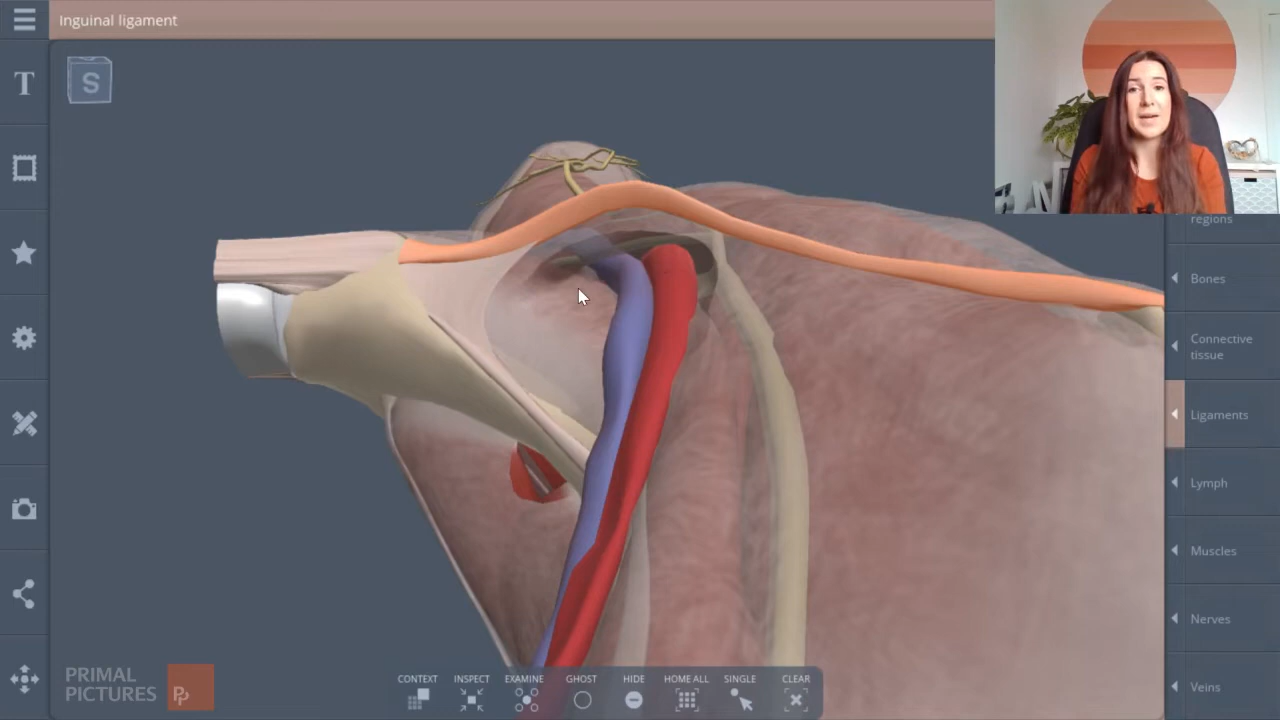 Inguinal ligament
T
S
regions
Bones
Connective
tissue
Ligaments
Lymph
Muscles
Nerves
Veins
PRIMAL
PICTURES
PP
CONTEXT
INSPECT
EXAMINE
GHOST
HIDE
HOME ALL
SINGLE
CLEAR